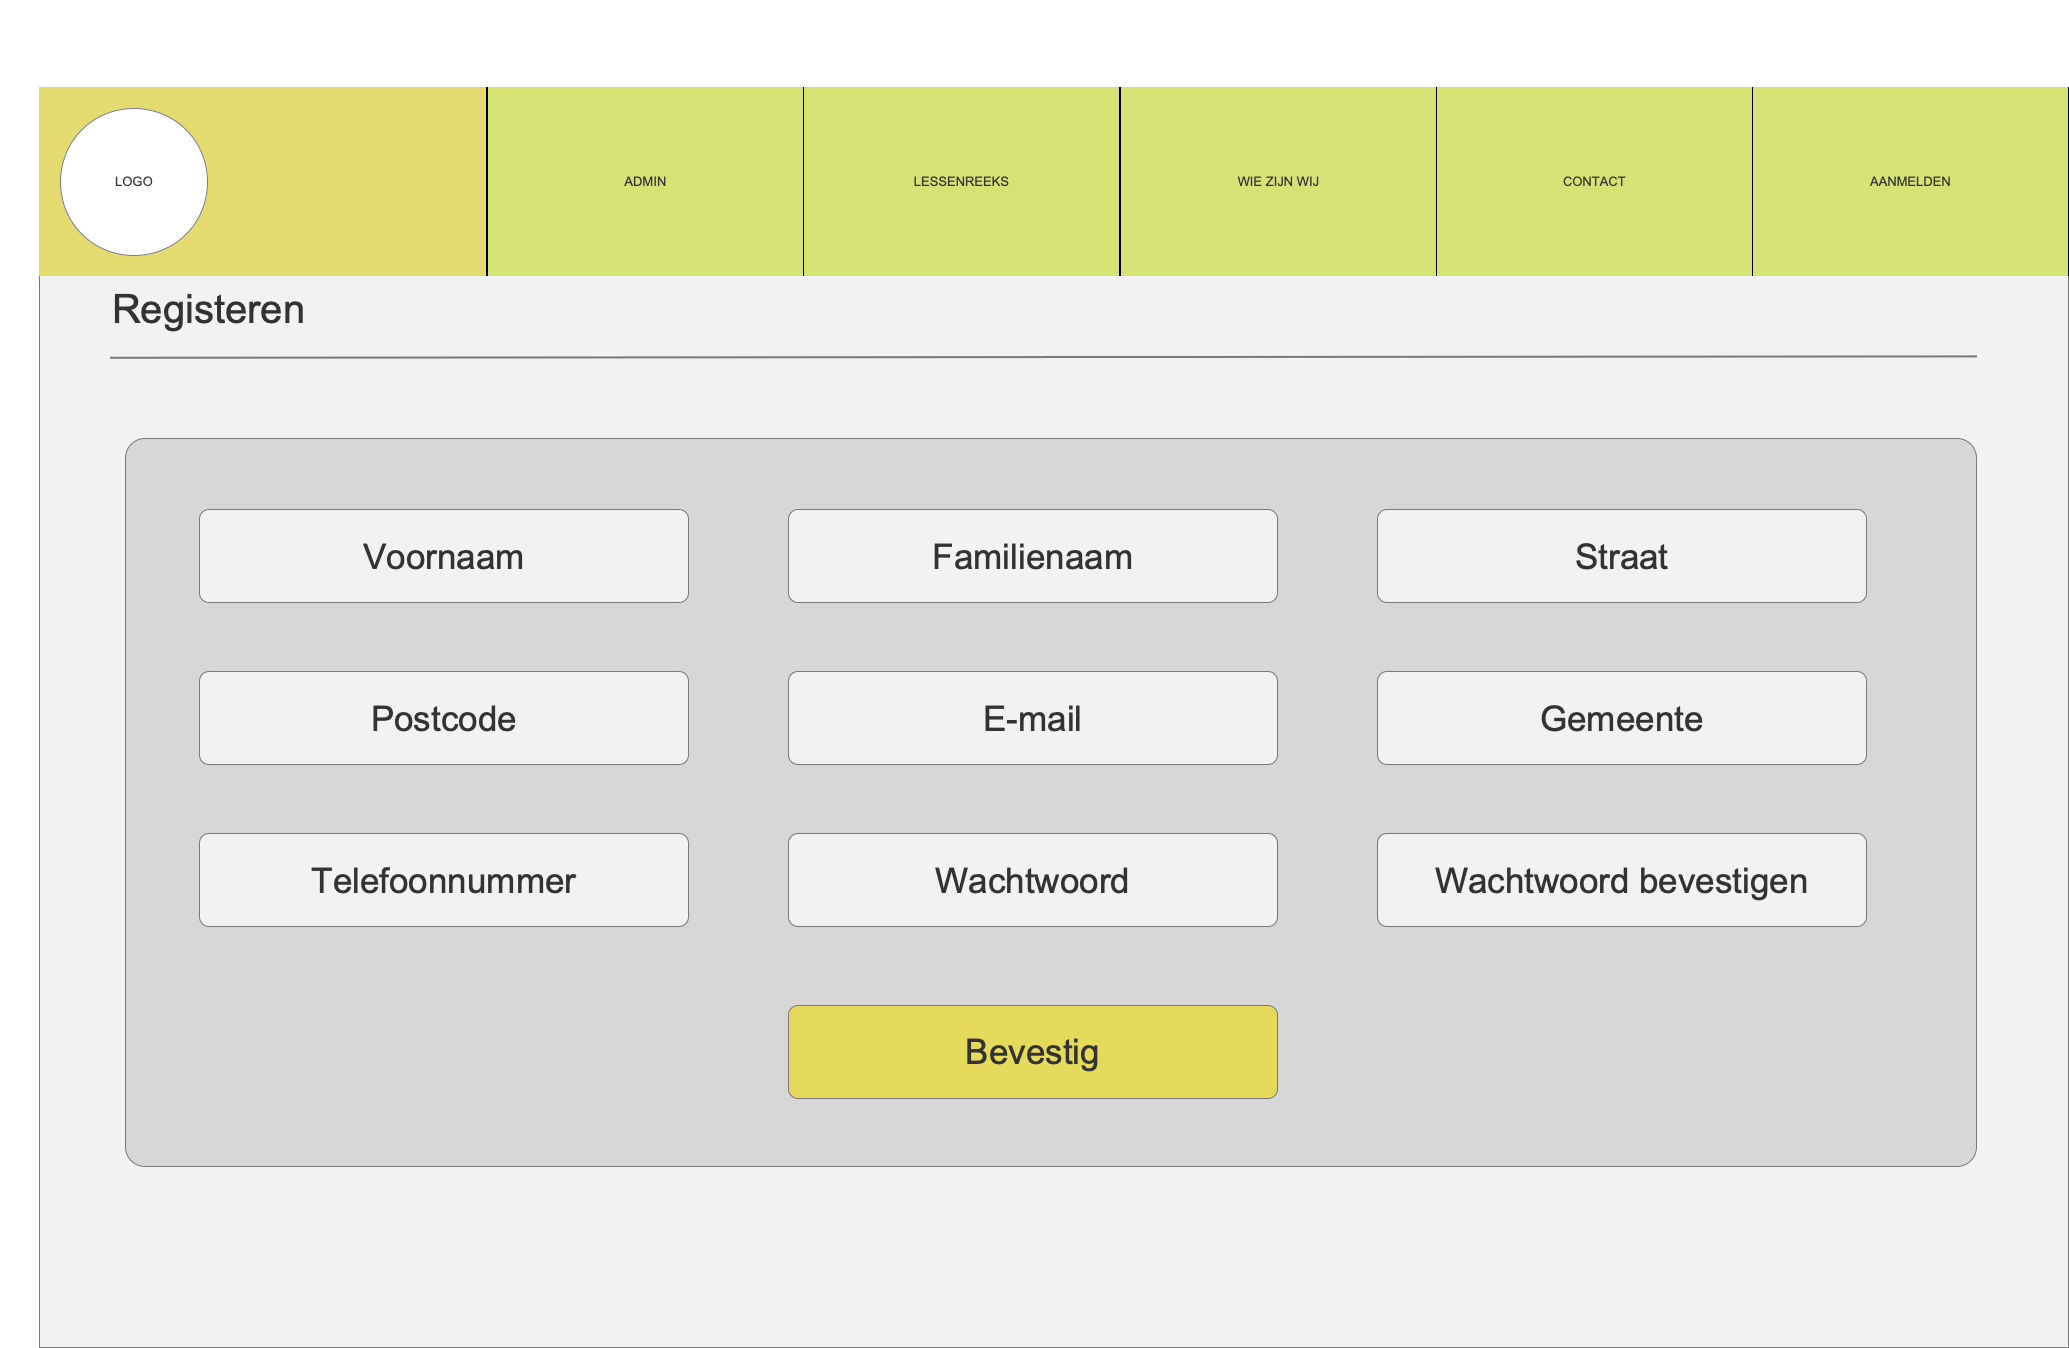 LOGO
ADMIN
LESSENREEKS
WIE ZIJN WIJ
CONTACT
AANMELDEN
Registeren
Voornaam
Familienaam
Straat
Postcode
E-mail
Gemeente
Telefoonnummer
Wachtwoord
Wachtwoord bevestigen
Bevestig